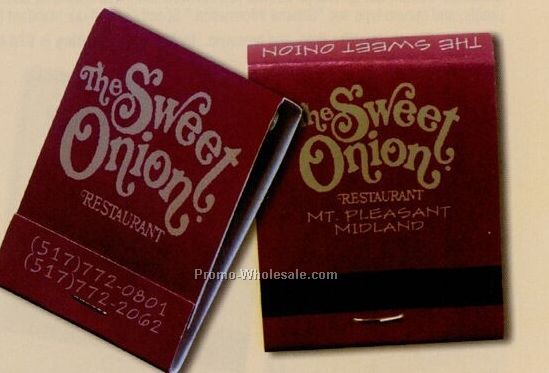 The
Sweet
Onion!
RESTAURANT
(517)772-0801
(517)772-2062
THE SWEET ONION
The
Sweet
Onion!
RESTAURANT
MT. PLEASANT
MIDLAND
Promo-Wholesale.com